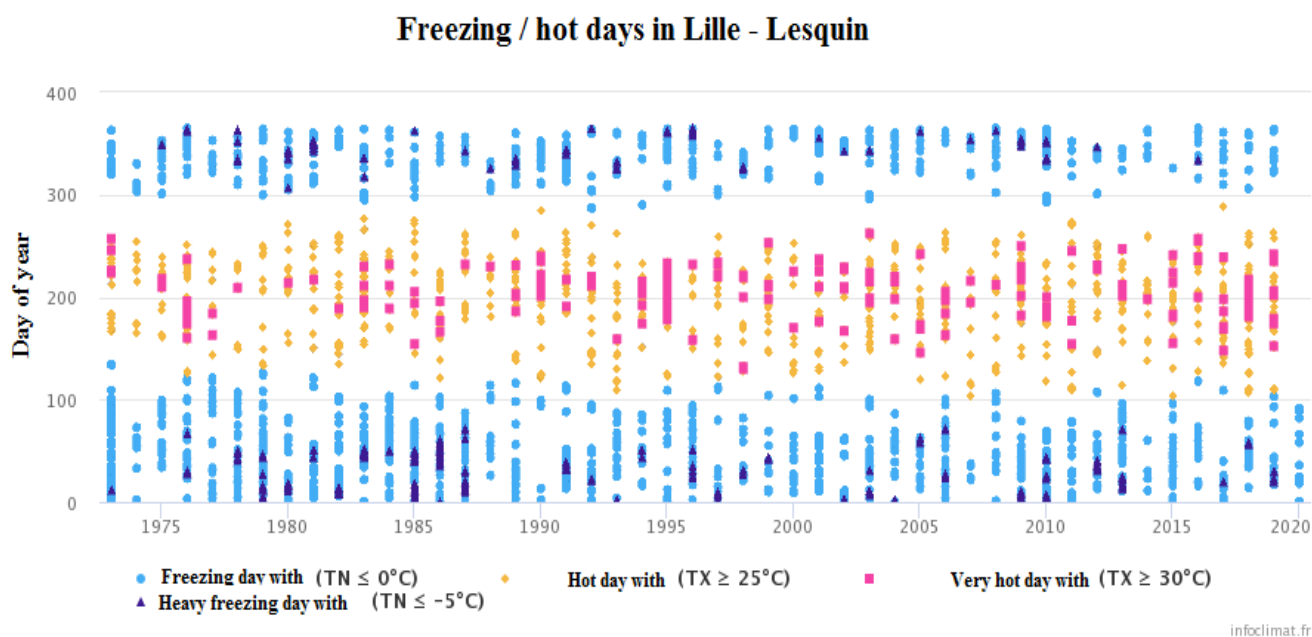 Freezing / hot days in Lille - Lesquin
400
300
200
100
0
Day of year
1975 1980 1985 1990 1995 2000 2005 2010 2015 2020
Freezing day with (TN ≤ 0°C) Hot day with (TX ≥ 25°C) Very hot day with (TX ≥ 30°C)
Heavy freezing day with (TN ≤ -5°C)
infoclimat.fr